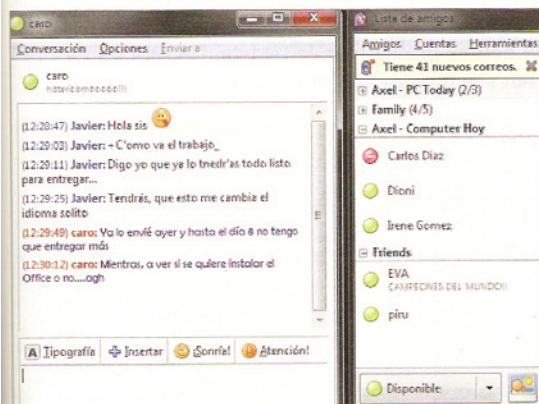 caro
Conversación Opciones Enviar a
caro
(12:28:47) Javier: Hola sis
(12:29:03) Javier: + C'omo va el trabajo_
(12:29:11) Javier: Digo yo que ya lo tnedr'as todo listo
para entregar...
(12:29:25) Javier: Tendrás, que esto me cambia el
idioma solito
(12:29:49) caro: Ya lo envié ayer y hasta el día 8 no tengo
que entregar más
(12:30:12) caro: Mientras, a ver si se quiere instalar el
Office o no....agh
A Tipografía Insertar ¡Sonría! ¡Atención!
Lista de amigos
Amigos Cuentas Herramientas
Tiene 41 nuevos correos.
Axel - PC Today (2/3)
Family (4/5)
Axel - Computer Hoy
Carlos Díaz
Dioni
Irene Gomez
Friends
EVA
CAMPEONES DEL MUNDO!!
piru
Disponible